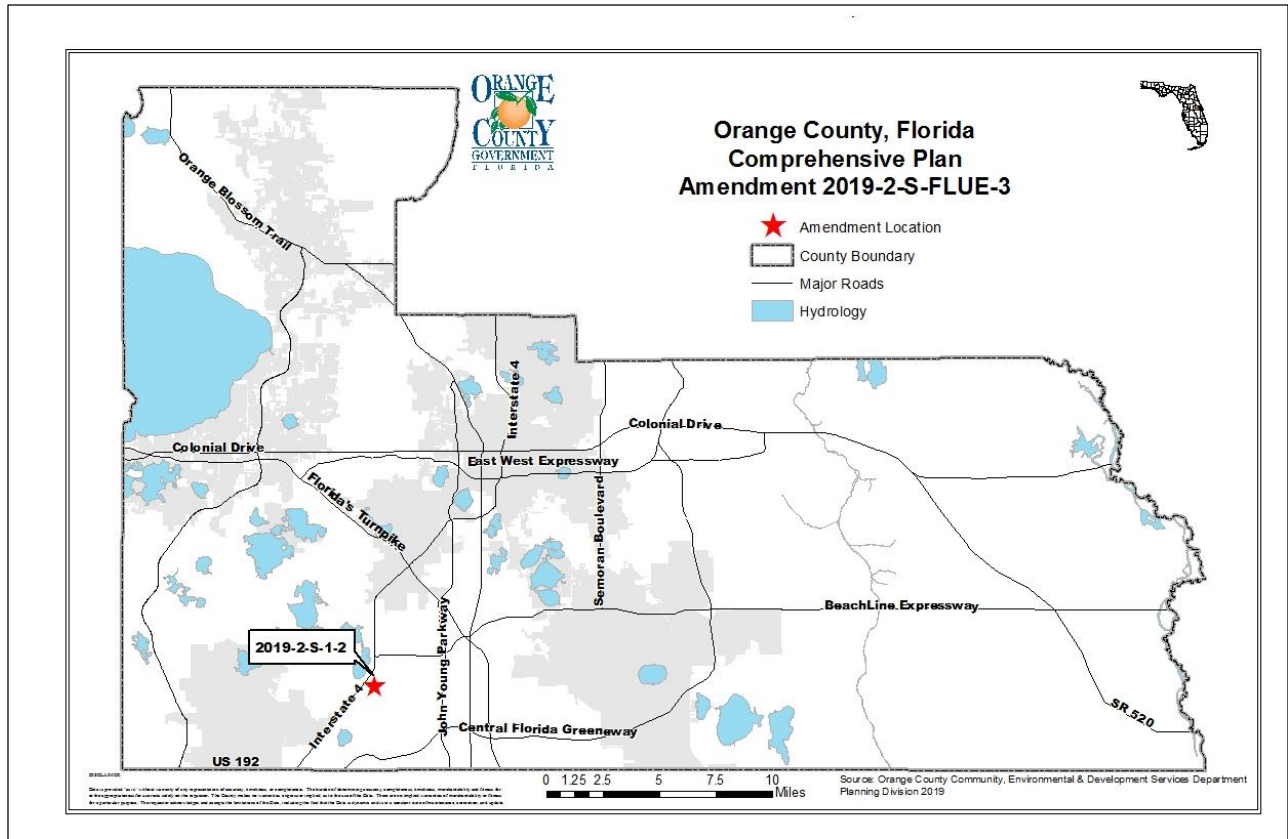 ORANGE
COUNTY
GOVERNMENT
FLORIDA
Orange County, Florida
Comprehensive Plan
Amendment 2019-2-S-FLUE-3
Amendment Location
County Boundary
Major Roads
Hydrology
Orange Blossom Trail
Interstate 4
Colonial Drive
Colonial Drive
East West Expressway
Florida's Turnpike
Semoran Boulevard
BeachLine Expressway
John Young Parkway
2019-2-S-1-2
Interstate 4
Central Florida Greeneway
SR 520
US 192
0 1.25 2.5 5 7.5 10
Miles
Source: Orange County Community, Environmental & Development Services Department
Planning Division 2019